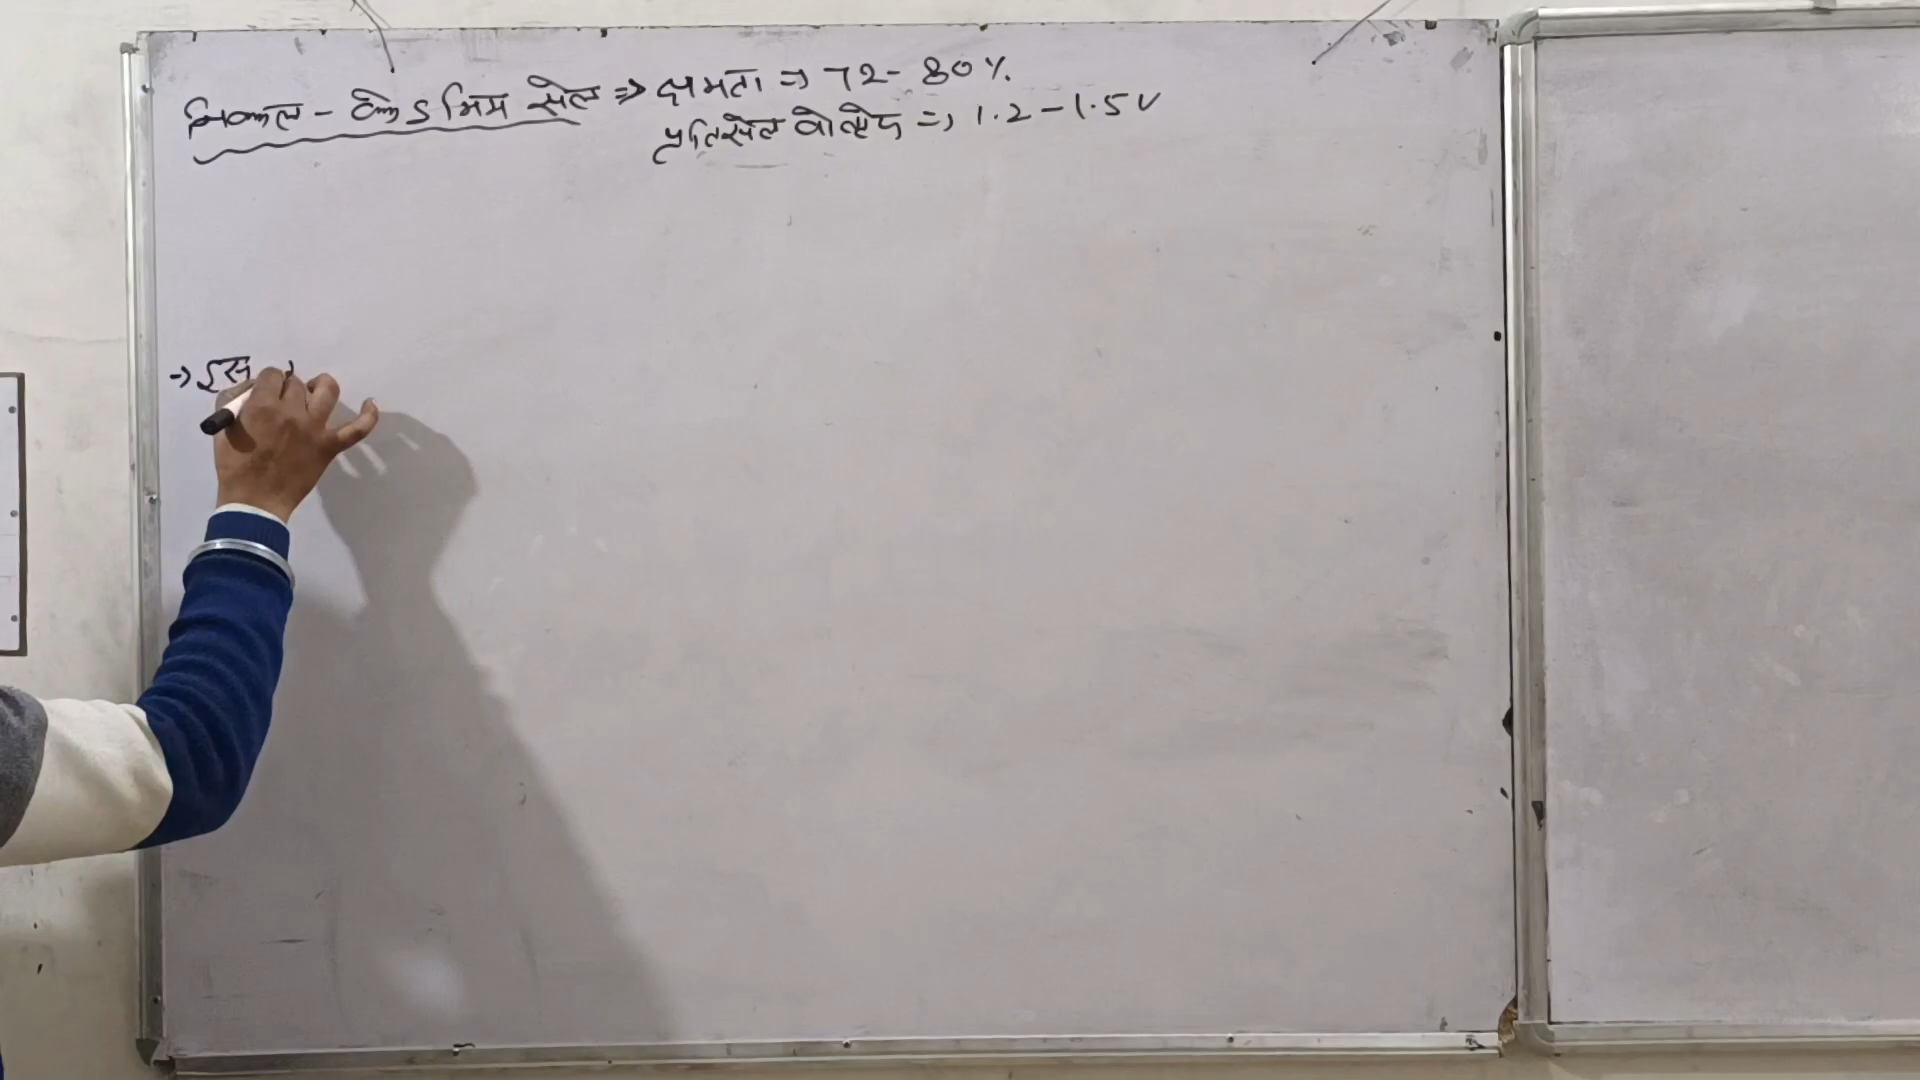 निकल - कैडमियम सेल => क्षमता => 72 - 80%
प्रतिसेल वोल्टेज => 1.2 - 1.5V
→ इस